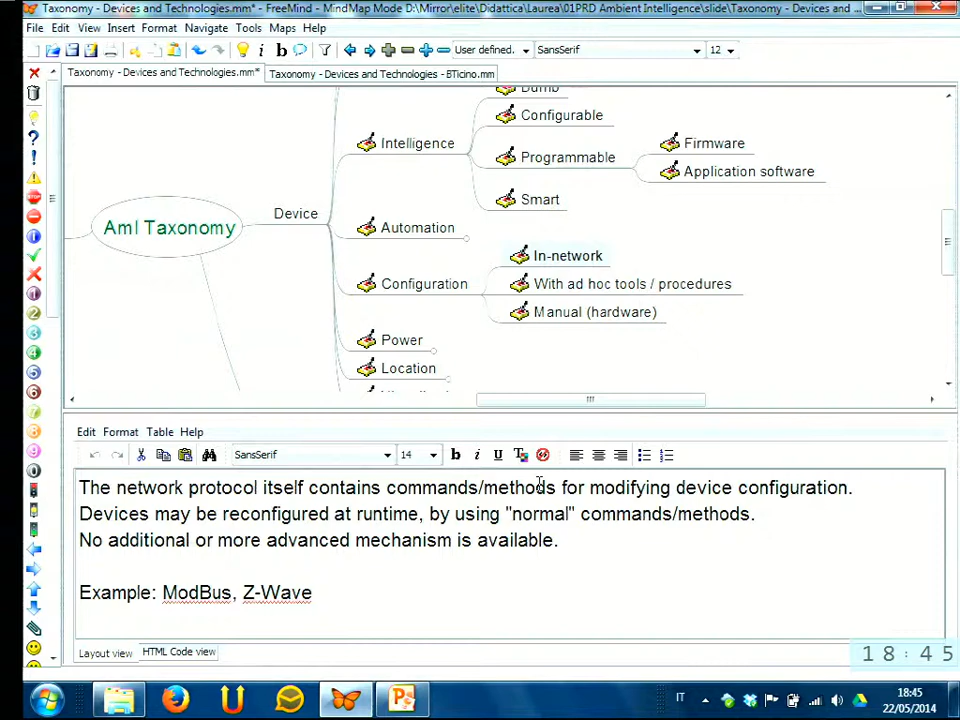 Taxonomy - Devices and Technologies.mm* - FreeMind - MindMap Mode D:\Mirror\elite\Didattica\Laurea\01PRD Ambient Intelligence\slide\Taxonomy - Devices and ...
File Edit View Insert Format Navigate Tools Maps Help
User defined. SansSerif 12
Taxonomy - Devices and Technologies.mm* Taxonomy - Devices and Technologies - BTicino.mm
Dumb
Configurable
Intelligence
Programmable
Firmware
Application software
Smart
AmI Taxonomy
Device
Automation
In-network
Configuration
With ad hoc tools / procedures
Manual (hardware)
Power
Location
Edit Format Table Help
SansSerif 14
The network protocol itself contains commands/methods for modifying device configuration.
Devices may be reconfigured at runtime, by using "normal" commands/methods.
No additional or more advanced mechanism is available.
Example: ModBus, Z-Wave
Layout view HTML Code view
18:45
IT
18:45
22/05/2014